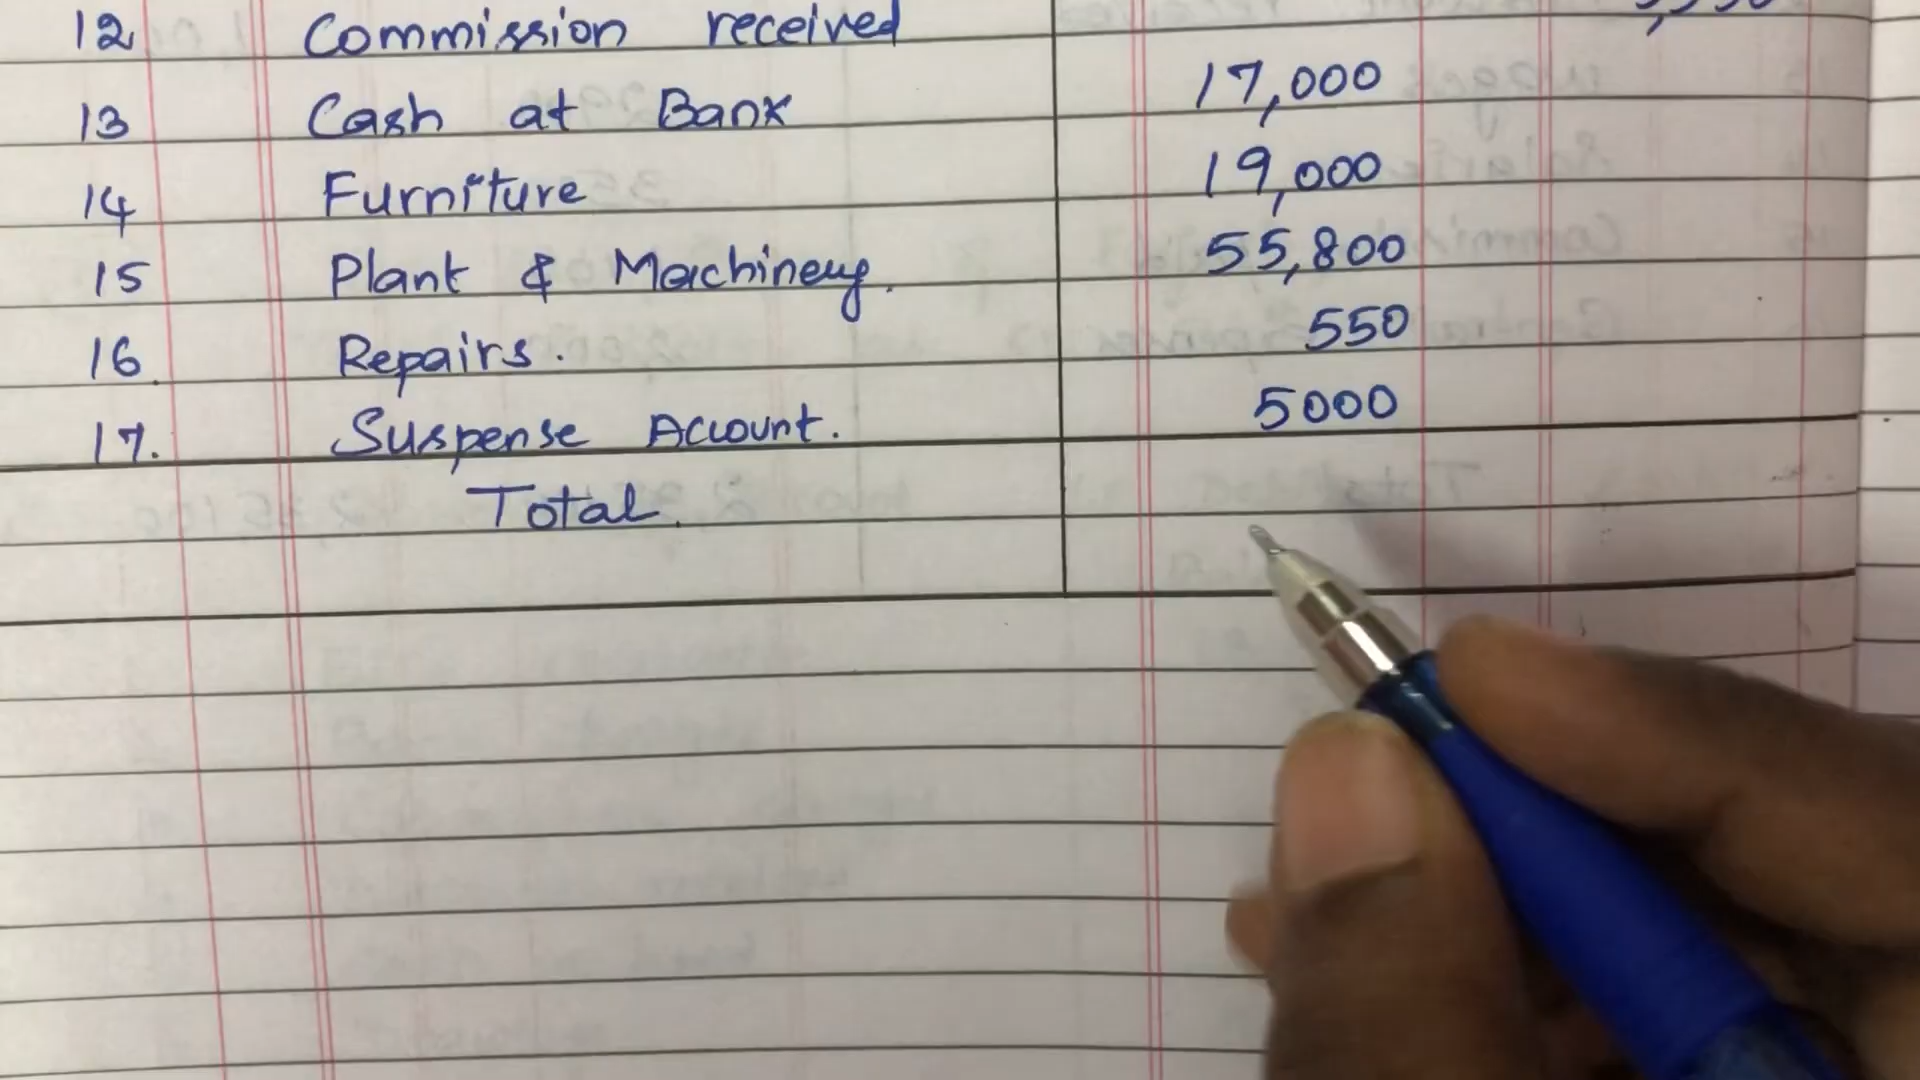 12 Commission received
13 Cash at Bank 17,000
14 Furniture 19,000
15 Plant & Machinery. 55,800
16 Repairs. 550
17. Suspense Account. 5000
Total.